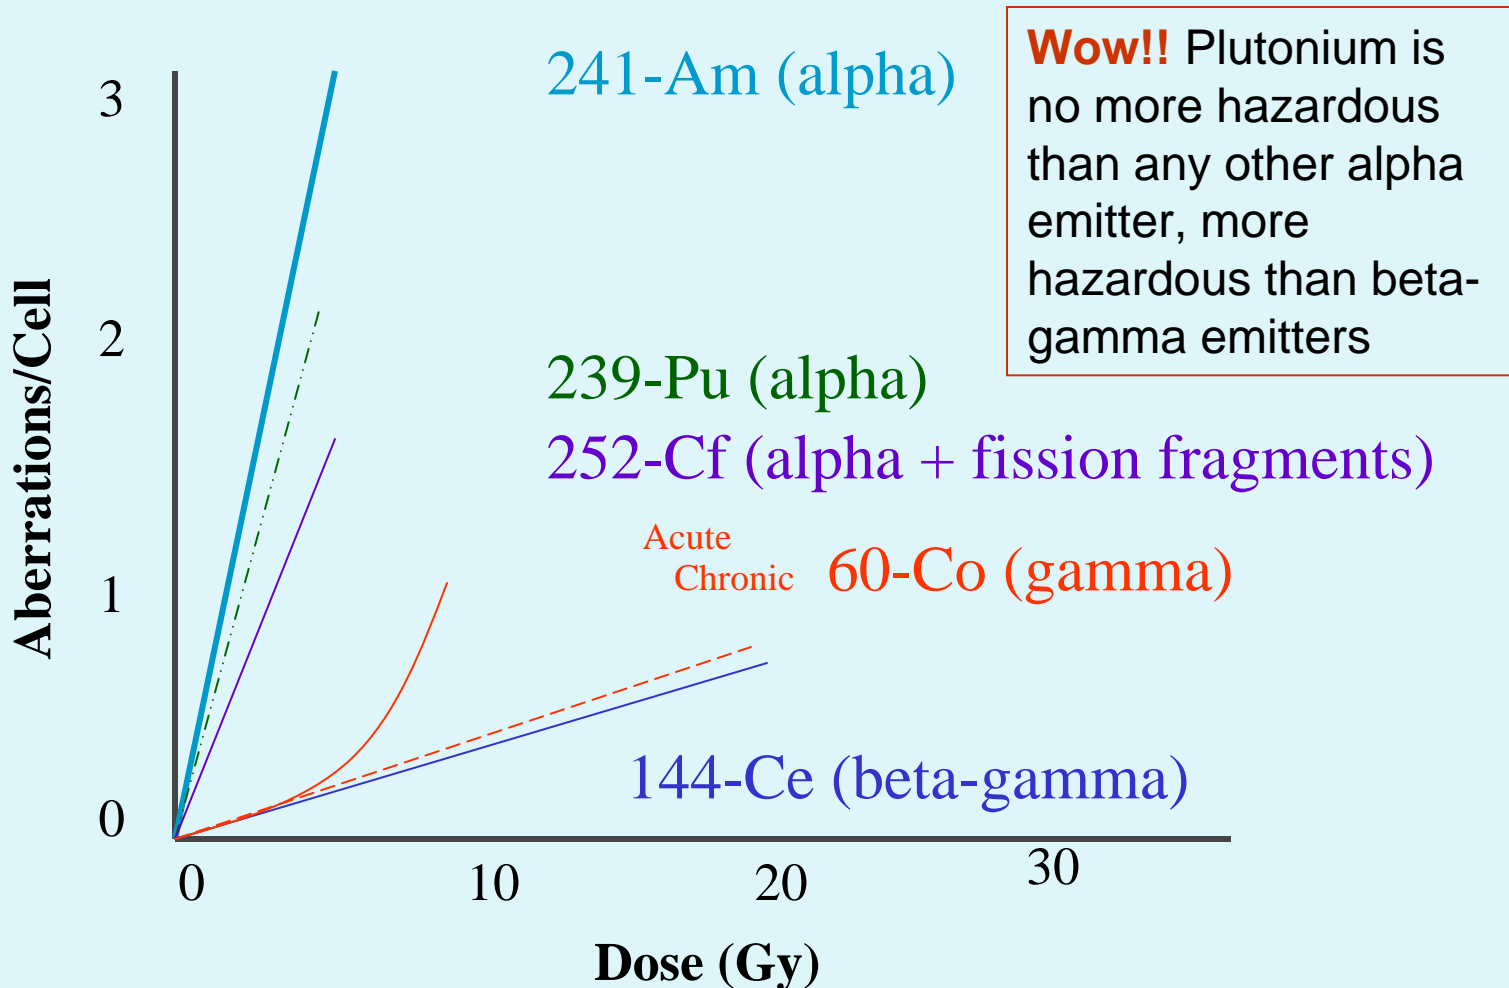 Wow!! Plutonium is
no more hazardous
than any other alpha
emitter, more
hazardous than beta-
gamma emitters
241-Am (alpha)
239-Pu (alpha)
252-Cf (alpha + fission fragments)
Acute
Chronic
60-Co (gamma)
144-Ce (beta-gamma)
Aberrations/Cell
3
2
1
0
0
10
20
30
Dose (Gy)